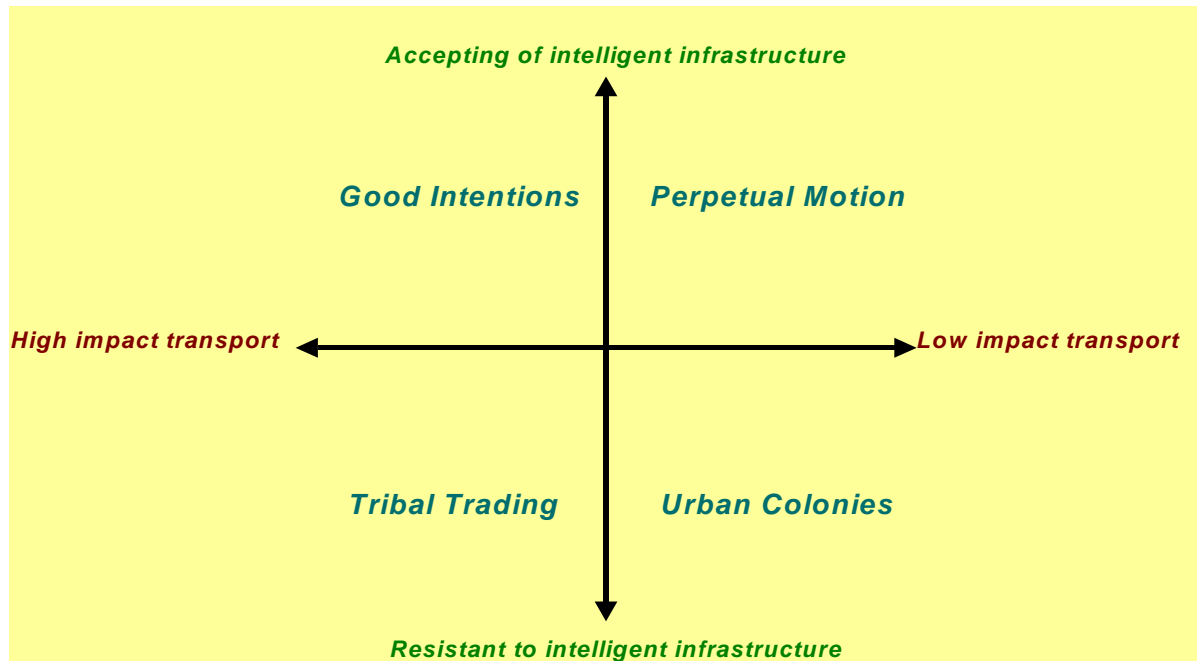 Accepting of intelligent infrastructure
Good Intentions
Perpetual Motion
High impact transport
Low impact transport
Tribal Trading
Urban Colonies
Resistant to intelligent infrastructure